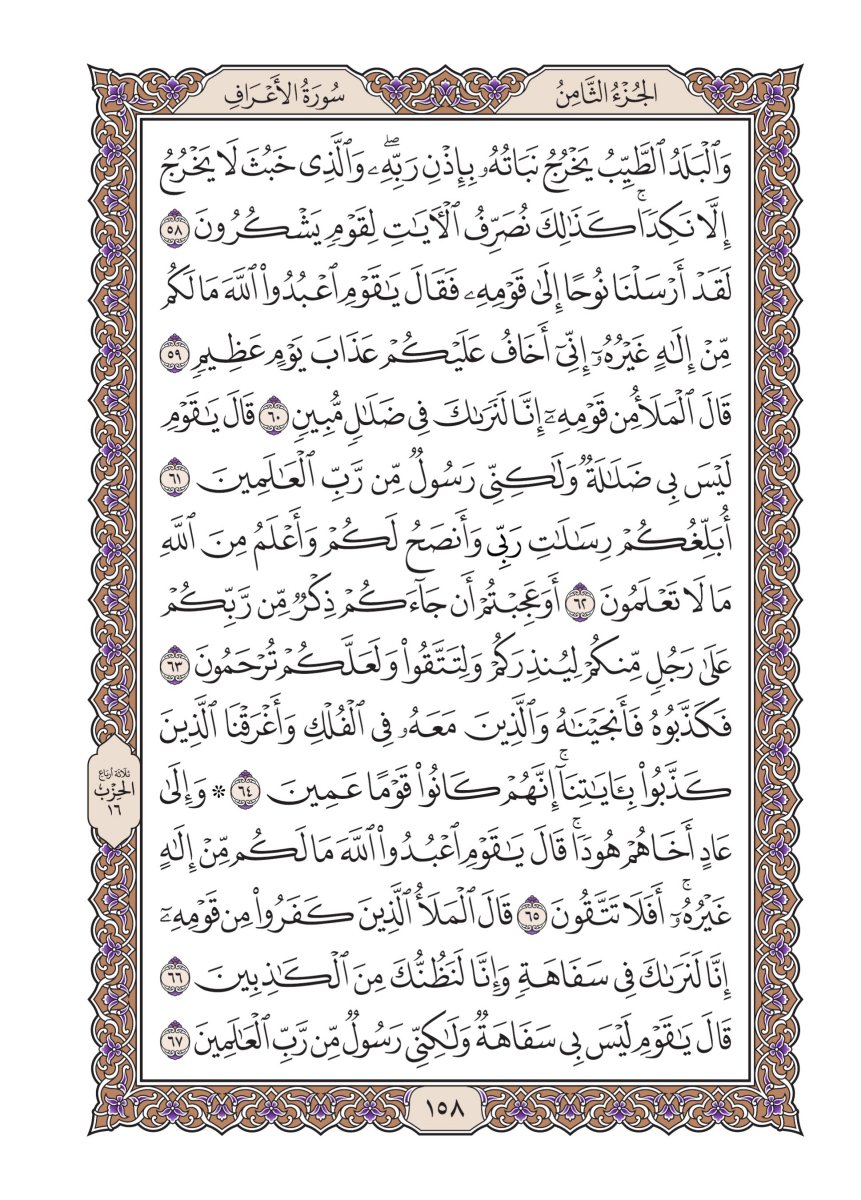 الجُزْءُ الثَّامِنُ
سُورَةُ الأَعْرَافِ
وَٱلْبَلَدُ ٱلطَّيِّبُ يَخْرُجُ نَبَاتُهُۥ بِإِذْنِ رَبِّهِۦۖ وَٱلَّذِى خَبُثَ لَا يَخْرُجُ
إِلَّا نَكِدًاۚ كَذَٰلِكَ نُصَرِّفُ ٱلْأَيَٰتِ لِقَوْمٍ يَشْكُرُونَ ٥٨
لَقَدْ أَرْسَلْنَا نُوحًا إِلَىٰ قَوْمِهِۦ فَقَالَ يَٰقَوْمِ ٱعْبُدُوا۟ ٱللَّهَ مَا لَكُم
مِّنْ إِلَٰهٍ غَيْرُهُۥٓ إِنِّىٓ أَخَافُ عَلَيْكُمْ عَذَابَ يَوْمٍ عَظِيمٍ ٥٩
قَالَ ٱلْمَلَأُ مِن قَوْمِهِۦٓ إِنَّا لَنَرَىٰكَ فِى ضَلَٰلٍ مُّبِينٍ ٦٠ قَالَ يَٰقَوْمِ
لَيْسَ بِى ضَلَٰلَةٌ وَلَٰكِنِّى رَسُولٌ مِّن رَّبِّ ٱلْعَٰلَمِينَ ٦١
أُبَلِّغُكُمْ رِسَٰلَٰتِ رَبِّى وَأَنصَحُ لَكُمْ وَأَعْلَمُ مِنَ ٱللَّهِ
مَا لَا تَعْلَمُونَ ٦٢ أَوَعَجِبْتُمْ أَن جَآءَكُمْ ذِكْرٌ مِّن رَّبِّكُمْ
عَلَىٰ رَجُلٍ مِّنكُمْ لِيُنذِرَكُمْ وَلِتَتَّقُوا۟ وَلَعَلَّكُمْ تُرْحَمُونَ ٦٣
فَكَذَّبُوهُ فَأَنجَيْنَٰهُ وَٱلَّذِينَ مَعَهُۥ فِى ٱلْفُلْكِ وَأَغْرَقْنَا ٱلَّذِينَ
كَذَّبُوا۟ بِـَٔايَٰتِنَآۚ إِنَّهُمْ كَانُوا۟ قَوْمًا عَمِينَ ٦٤ * وَإِلَىٰ
عَادٍ أَخَاهُمْ هُودًاۚ قَالَ يَٰقَوْمِ ٱعْبُدُوا۟ ٱللَّهَ مَا لَكُم مِّنْ إِلَٰهٍ
غَيْرُهُۥٓۚ أَفَلَا تَتَّقُونَ ٦٥ قَالَ ٱلْمَلَأُ ٱلَّذِينَ كَفَرُوا۟ مِن قَوْمِهِۦٓ
إِنَّا لَنَرَىٰكَ فِى سَفَاهَةٍ وَإِنَّا لَنَظُنُّكَ مِنَ ٱلْكَٰذِبِينَ ٦٦
قَالَ يَٰقَوْمِ لَيْسَ بِى سَفَاهَةٌ وَلَٰكِنِّى رَسُولٌ مِّن رَّبِّ ٱلْعَٰلَمِينَ ٦٧
ثلاثة أرباع
الحِزْب
١٦
١٥٨